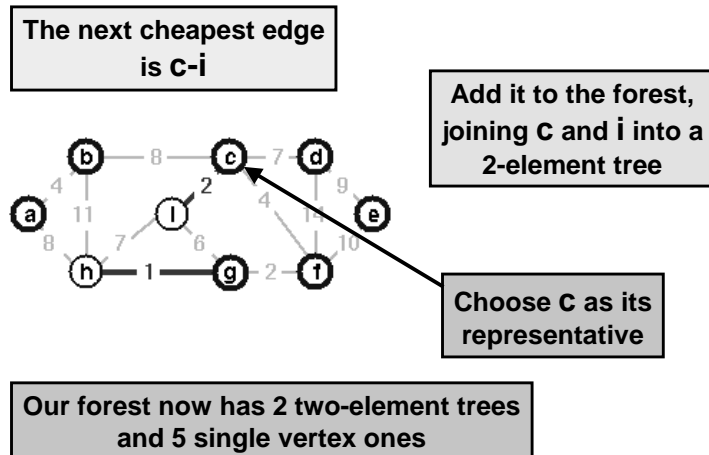 The next cheapest edge
is c-i
Add it to the forest,
joining c and i into a
2-element tree
b 8 c 7 d
4 2 9
11 4 14
a I e
8 7 6 10
h 1 g 2 f
Choose c as its
representative
Our forest now has 2 two-element trees
and 5 single vertex ones